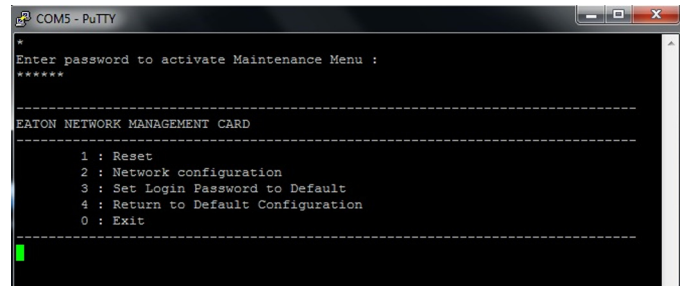 COM5 - PuTTY
*
Enter password to activate Maintenance Menu :
******
--------------------------------------------------------------------------------
EATON NETWORK MANAGEMENT CARD
--------------------------------------------------------------------------------
1 : Reset
2 : Network configuration
3 : Set Login Password to Default
4 : Return to Default Configuration
0 : Exit
--------------------------------------------------------------------------------